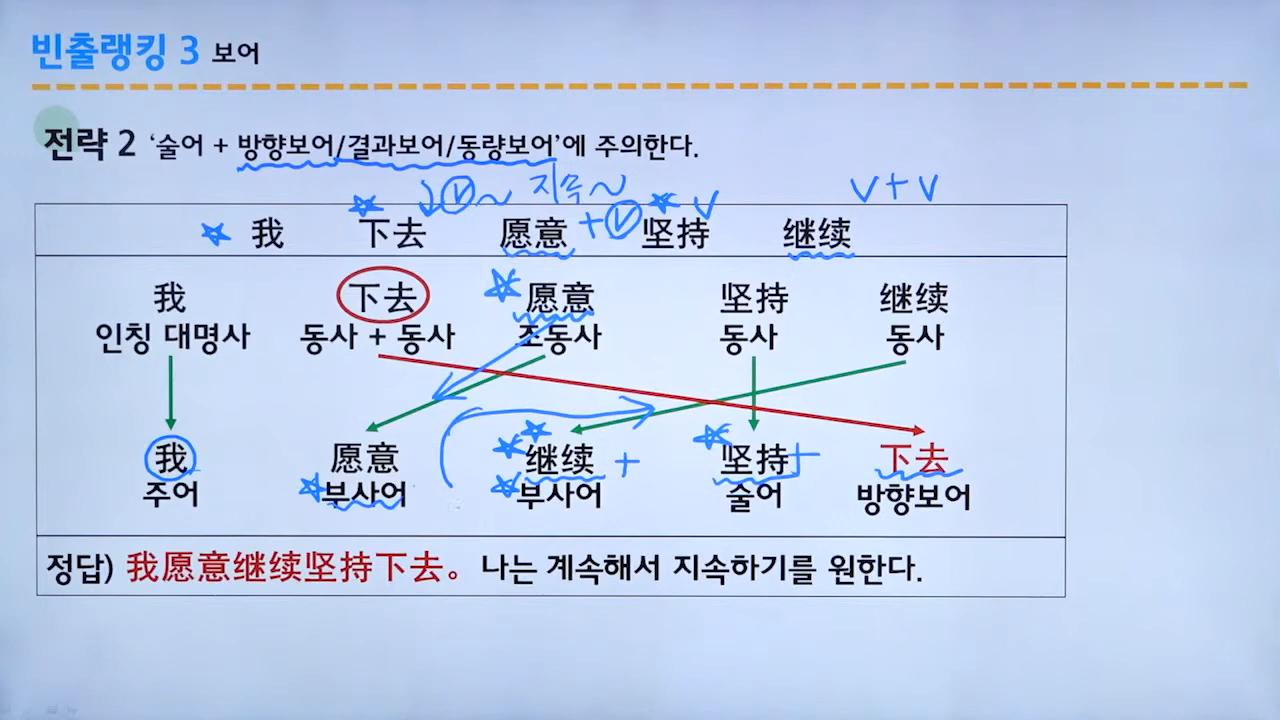 빈출랭킹 3 보어
전략 2 '술어 + 방향보어/결과보어/동량보어'에 주의한다.
V ~ 지속~ V V + V
我 下去 愿意 + V 坚持 继续
我 下去 愿意 坚持 继续
인칭 대명사 동사 + 동사 조동사 동사 동사
我 愿意 继续 + 坚持 + 下去
주어 부사어 부사어 술어 방향보어
정답) 我愿意继续坚持下去。 나는 계속해서 지속하기를 원한다.